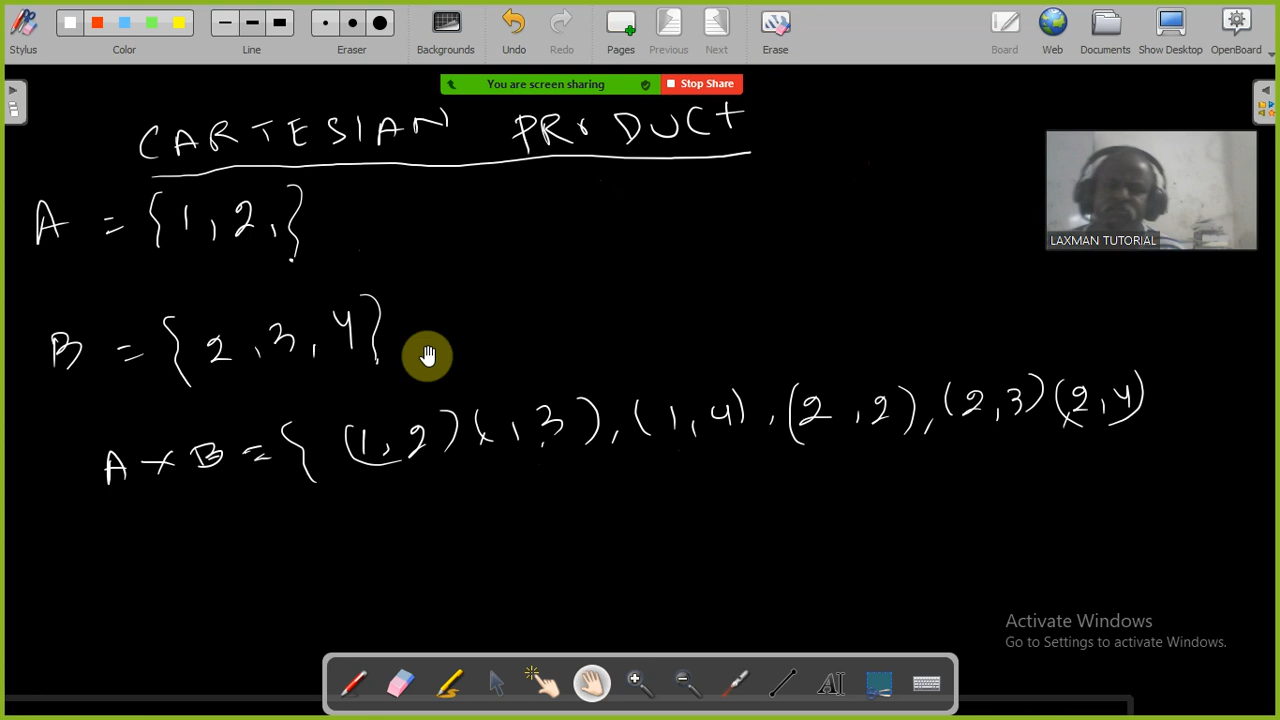 Stylus Color Line Eraser Backgrounds Undo Redo Pages Previous Next Erase Board Web Documents Show Desktop OpenBoard
You are screen sharing Stop Share
CARTESIAN PRODUCT
LAXMAN TUTORIAL
A = {1, 2, }
B = {2, 3, 4}
A × B = { (1, 2) (1, 3), (1, 4), (2, 2), (2, 3) (2, 4)
Activate Windows
Go to Settings to activate Windows.
AI